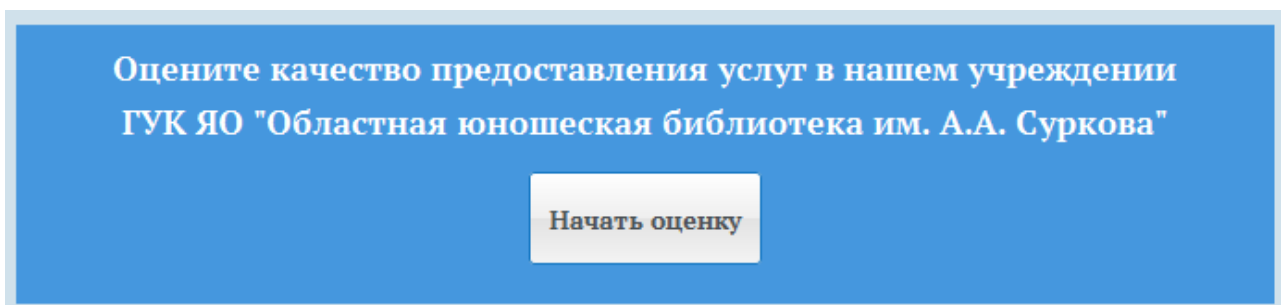 Оцените качество предоставления услуг в нашем учреждении
ГУК ЯО "Областная юношеская библиотека им. А.А. Суркова"
Начать оценку